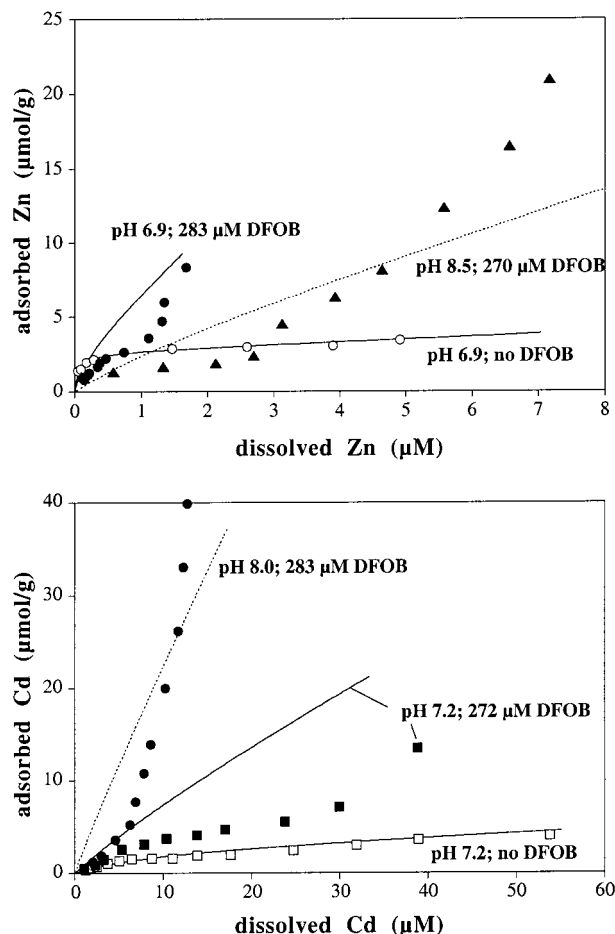 25
20
15
10
5
0
adsorbed Zn (µmol/g)
pH 6.9; 283 µM DFOB
pH 8.5; 270 µM DFOB
pH 6.9; no DFOB
0 1 2 3 4 5 6 7 8
dissolved Zn (µM)
40
30
20
10
0
adsorbed Cd (µmol/g)
pH 8.0; 283 µM DFOB
pH 7.2; 272 µM DFOB
pH 7.2; no DFOB
0 10 20 30 40 50 60
dissolved Cd (µM)